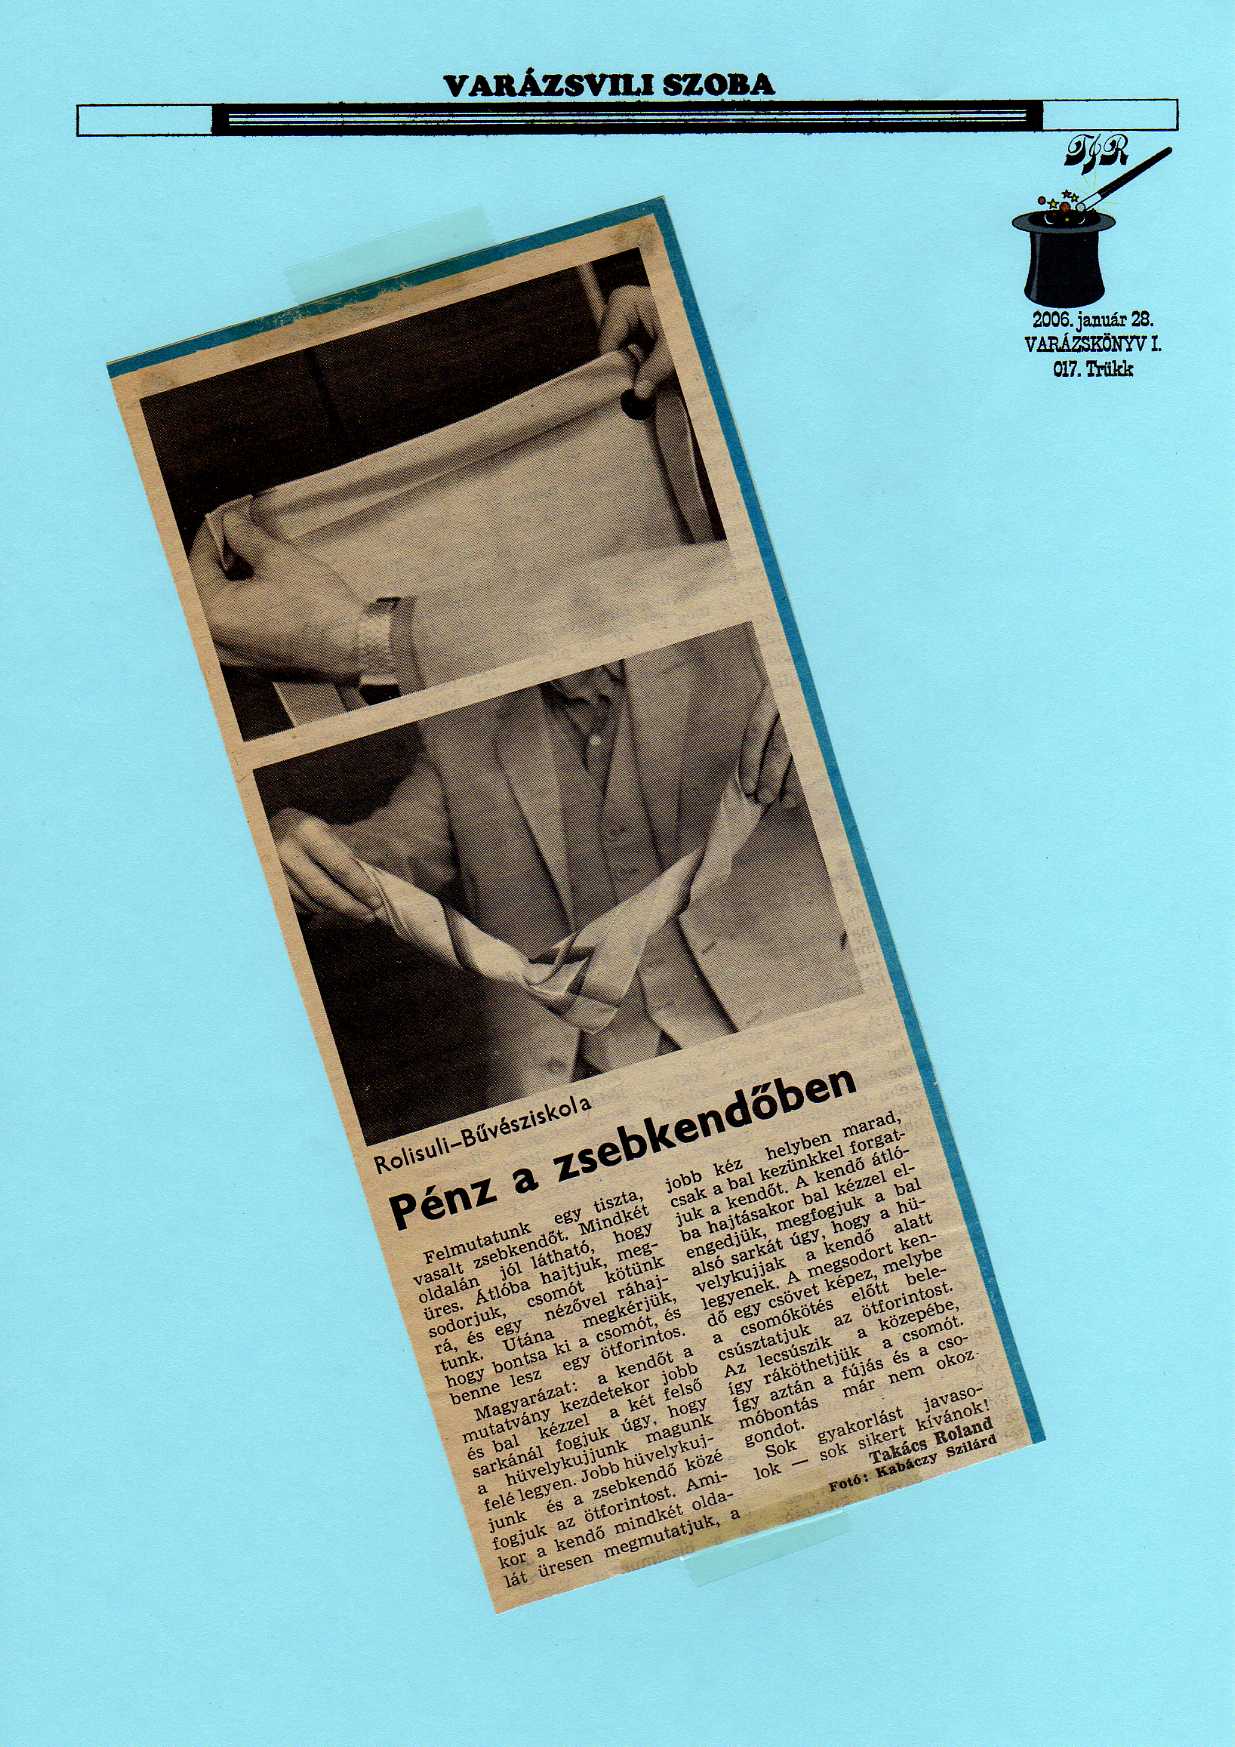 VARÁZSVILI SZOBA
TJR
2006. január 28.
VARÁZSKÖNYV I.
017. Trükk
Rolisuli–Bűvésziskola
Pénz a zsebkendőben
Felmutatunk egy tiszta,
vasalt zsebkendőt. Mindkét
oldalán jól látható, hogy
üres. Átlóba hajtjuk, meg-
sodorjuk, csomót kötünk
rá, és egy nézővel ráhaj-
tunk. Utána megkérjük,
hogy bontsa ki a csomót, és
benne lesz egy ötforintos.
Magyarázat: a kendőt a
mutatvány kezdetekor jobb
és bal kézzel a két felső
sarkánál fogjuk úgy, hogy
a hüvelykujjunk magunk
felé legyen. Jobb hüvelykuj-
junk és a zsebkendő közé
fogjuk az ötforintost. Ami-
kor a kendő mindkét olda-
lát üresen megmutatjuk, a
jobb kéz helyben marad,
csak a bal kezünkkel forgat-
juk a kendőt. A kendő átló-
ba hajtásakor bal kézzel el-
engedjük, megfogjuk a bal
alsó sarkát úgy, hogy a hü-
velykujjak a kendő alatt
legyenek. A megsodort ken-
dő egy csövet képez, melybe
a csomókötés előtt bele-
csúsztatjuk az ötforintost.
Az lecsúszik a közepébe,
így ráköthetjük a csomót.
Így aztán a fújás és a cso-
móbontás már nem okoz
gondot.
Sok gyakorlást javaso-
lok — sok sikert kívánok!
Takács Roland
Fotó: Kabáczy Szilárd